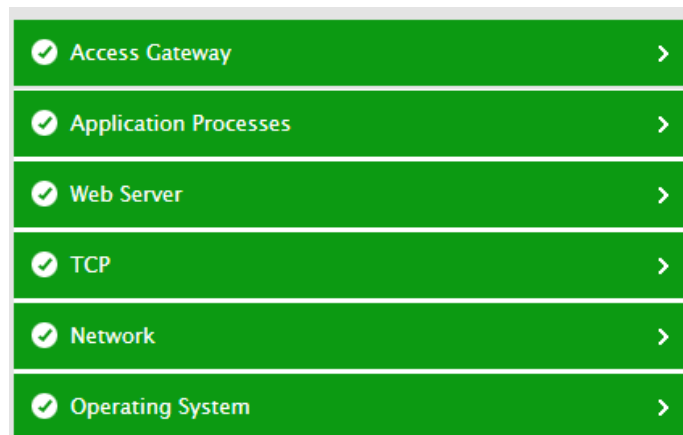 Access Gateway
Application Processes
Web Server
TCP
Network
Operating System